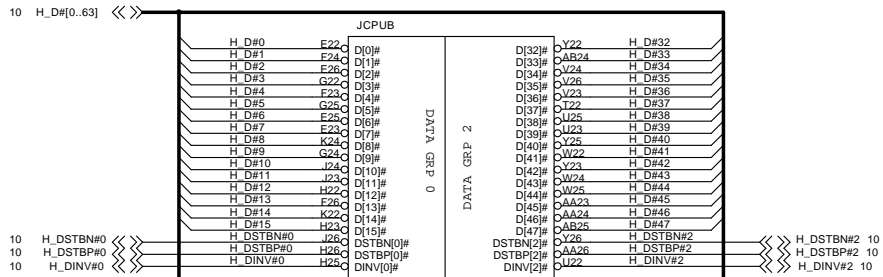 10 H_D#[0..63]
JCPUB
H_D#0 E22 D[0]# D[32]# Y22 H_D#32
H_D#1 F24 D[1]# D[33]# AB24 H_D#33
H_D#2 E26 D[2]# D[34]# V24 H_D#34
H_D#3 G22 D[3]# D[35]# V26 H_D#35
H_D#4 F23 D[4]# D[36]# V23 H_D#36
H_D#5 G25 D[5]# D[37]# T22 H_D#37
H_D#6 E25 D[6]# D[38]# U25 H_D#38
H_D#7 E23 D[7]# D[39]# U23 H_D#39
H_D#8 K24 D[8]# D[40]# Y25 H_D#40
H_D#9 G24 D[9]# D[41]# W22 H_D#41
H_D#10 J24 D[10]# D[42]# Y23 H_D#42
H_D#11 J23 D[11]# D[43]# W24 H_D#43
H_D#12 H22 D[12]# D[44]# W25 H_D#44
H_D#13 F26 D[13]# D[45]# AA23 H_D#45
H_D#14 K22 D[14]# D[46]# AA24 H_D#46
H_D#15 H23 D[15]# D[47]# AB25 H_D#47
10 H_DSTBN#0 H_DSTBN#0 J26 DSTBN[0]# DSTBN[2]# Y26 H_DSTBN#2 H_DSTBN#2 10
10 H_DSTBP#0 H_DSTBP#0 H26 DSTBP[0]# DSTBP[2]# AA26 H_DSTBP#2 H_DSTBP#2 10
10 H_DINV#0 H_DINV#0 H25 DINV[0]# DINV[2]# U22 H_DINV#2 H_DINV#2 10
DATA GRP 0
DATA GRP 2